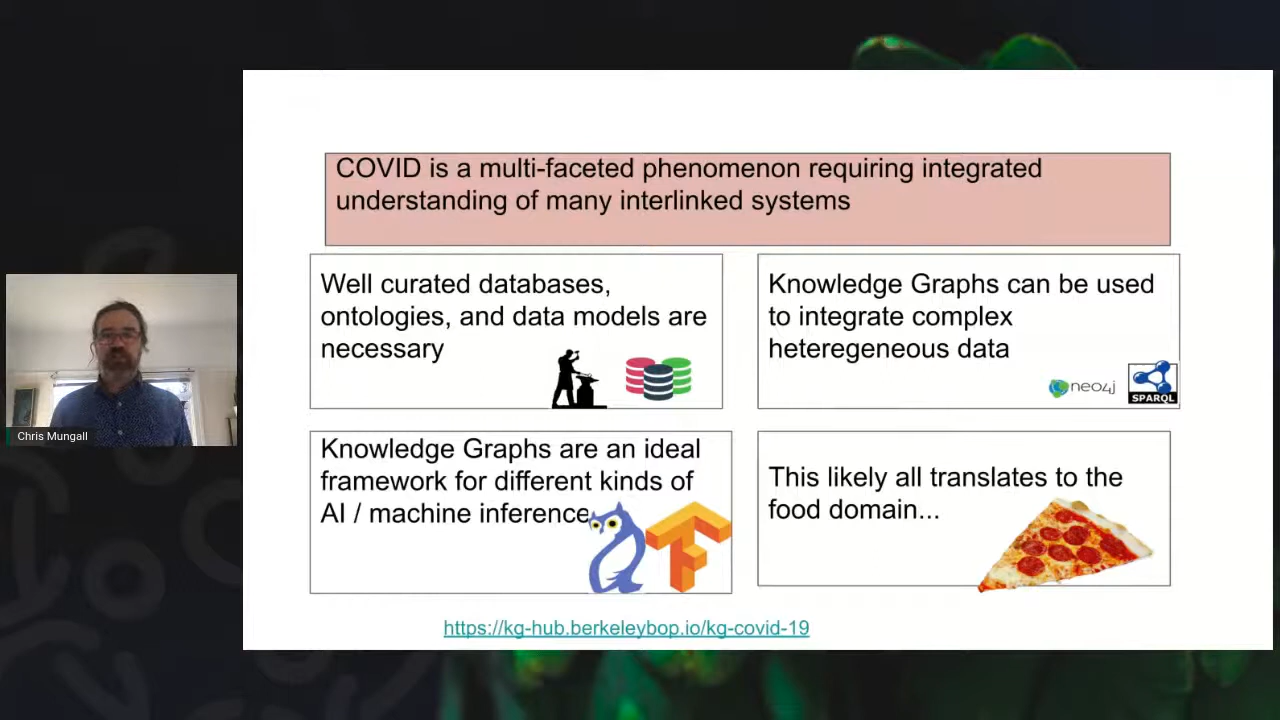 COVID is a multi-faceted phenomenon requiring integrated
understanding of many interlinked systems
Well curated databases,
ontologies, and data models are
necessary
Knowledge Graphs can be used
to integrate complex
heteregeneous data
neo4j
SPARQL
Knowledge Graphs are an ideal
framework for different kinds of
AI / machine inference
This likely all translates to the
food domain...
https://kg-hub.berkeleybop.io/kg-covid-19
Chris Mungall